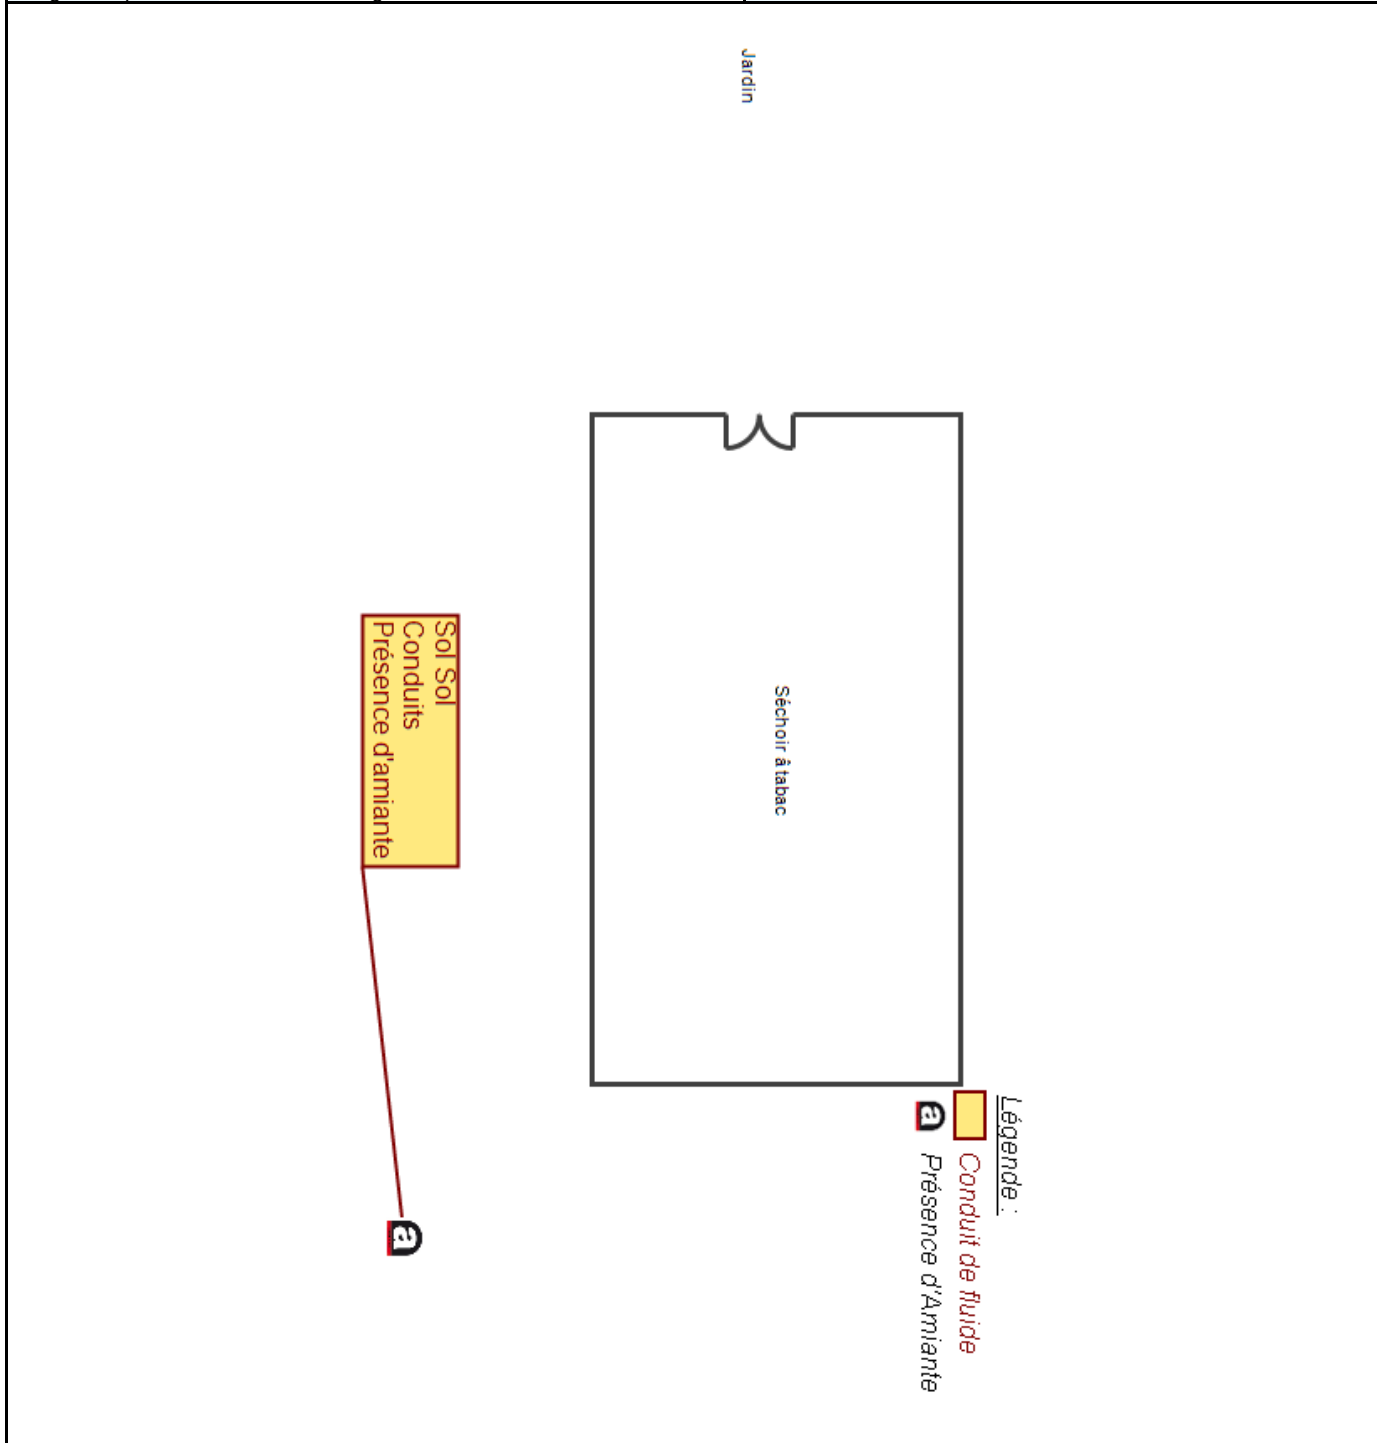 Jardin
Séchoir à tabac
Sol Sol
Conduits
Présence d'amiante
a
Légende :
Conduit de fluide
a Présence d'Amiante